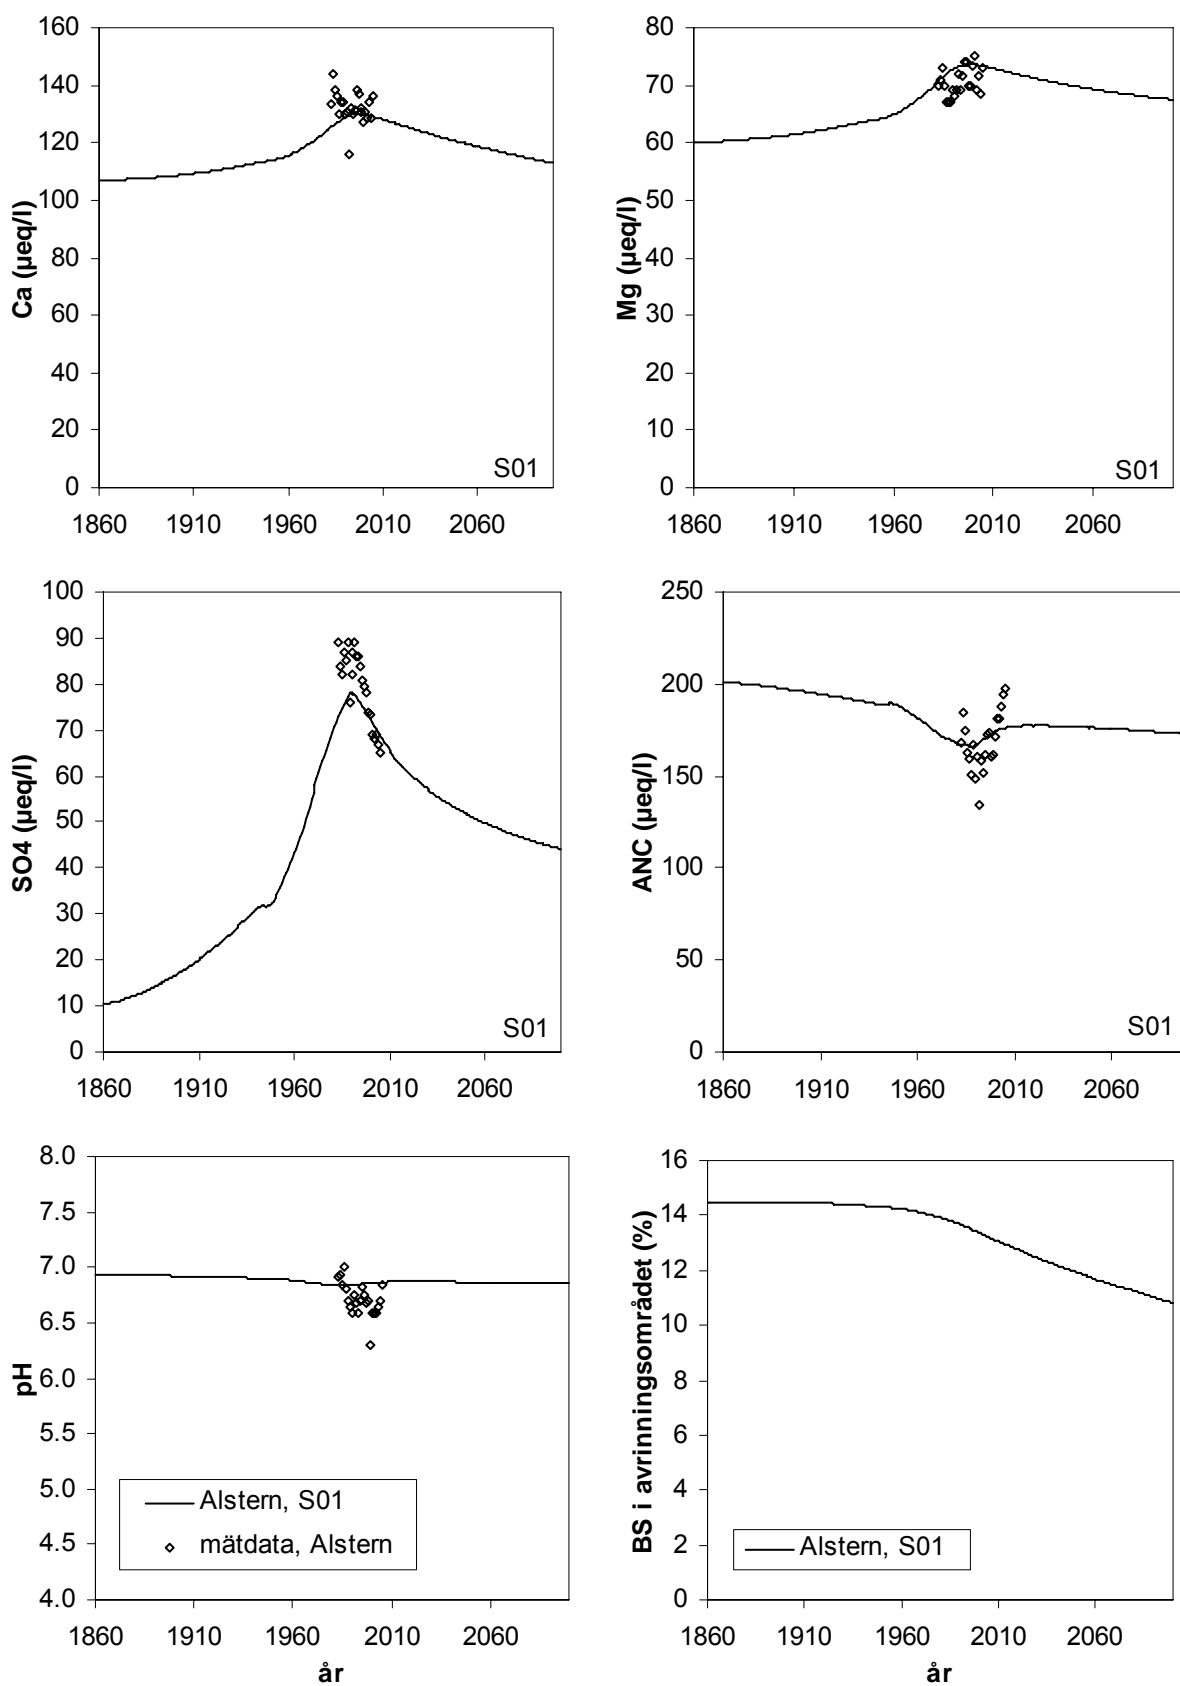 160
140
120
100
80
60
40
20
0
Ca (µeq/l)
S01
1860 1910 1960 2010 2060
80
70
60
50
40
30
20
10
0
Mg (µeq/l)
S01
1860 1910 1960 2010 2060
100
90
80
70
60
50
40
30
20
10
0
SO4 (µeq/l)
S01
1860 1910 1960 2010 2060
250
200
150
100
50
0
ANC (µeq/l)
S01
1860 1910 1960 2010 2060
8.0
7.5
7.0
6.5
6.0
5.5
5.0
4.5
4.0
pH
Alstern, S01
mätdata, Alstern
1860 1910 1960 2010 2060
år
16
14
12
10
8
6
4
2
0
BS i avrinningsområdet (%)
Alstern, S01
1860 1910 1960 2010 2060
år